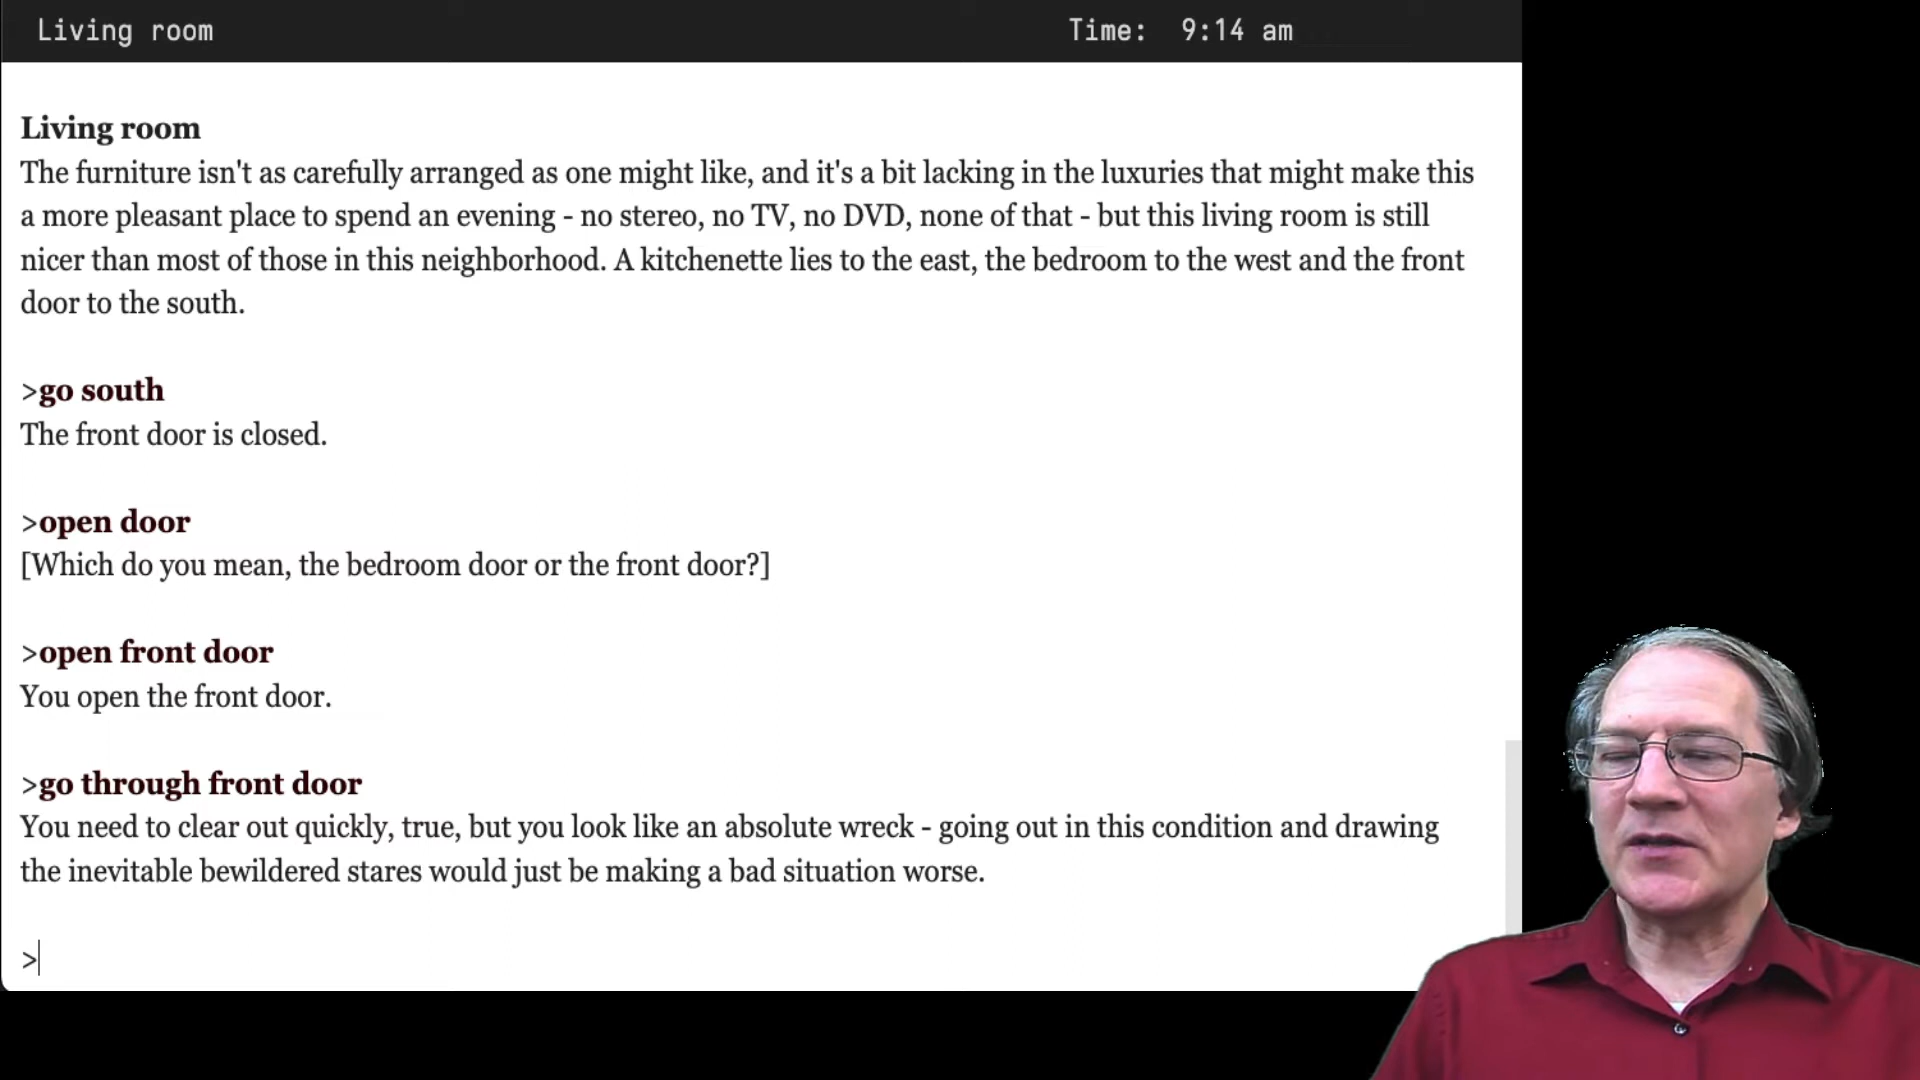 Living room
Time: 9:14 am
Living room
The furniture isn't as carefully arranged as one might like, and it's a bit lacking in the luxuries that might make this
a more pleasant place to spend an evening - no stereo, no TV, no DVD, none of that - but this living room is still
nicer than most of those in this neighborhood. A kitchenette lies to the east, the bedroom to the west and the front
door to the south.
>go south
The front door is closed.
>open door
[Which do you mean, the bedroom door or the front door?]
>open front door
You open the front door.
>go through front door
You need to clear out quickly, true, but you look like an absolute wreck - going out in this condition and drawing
the inevitable bewildered stares would just be making a bad situation worse.
>